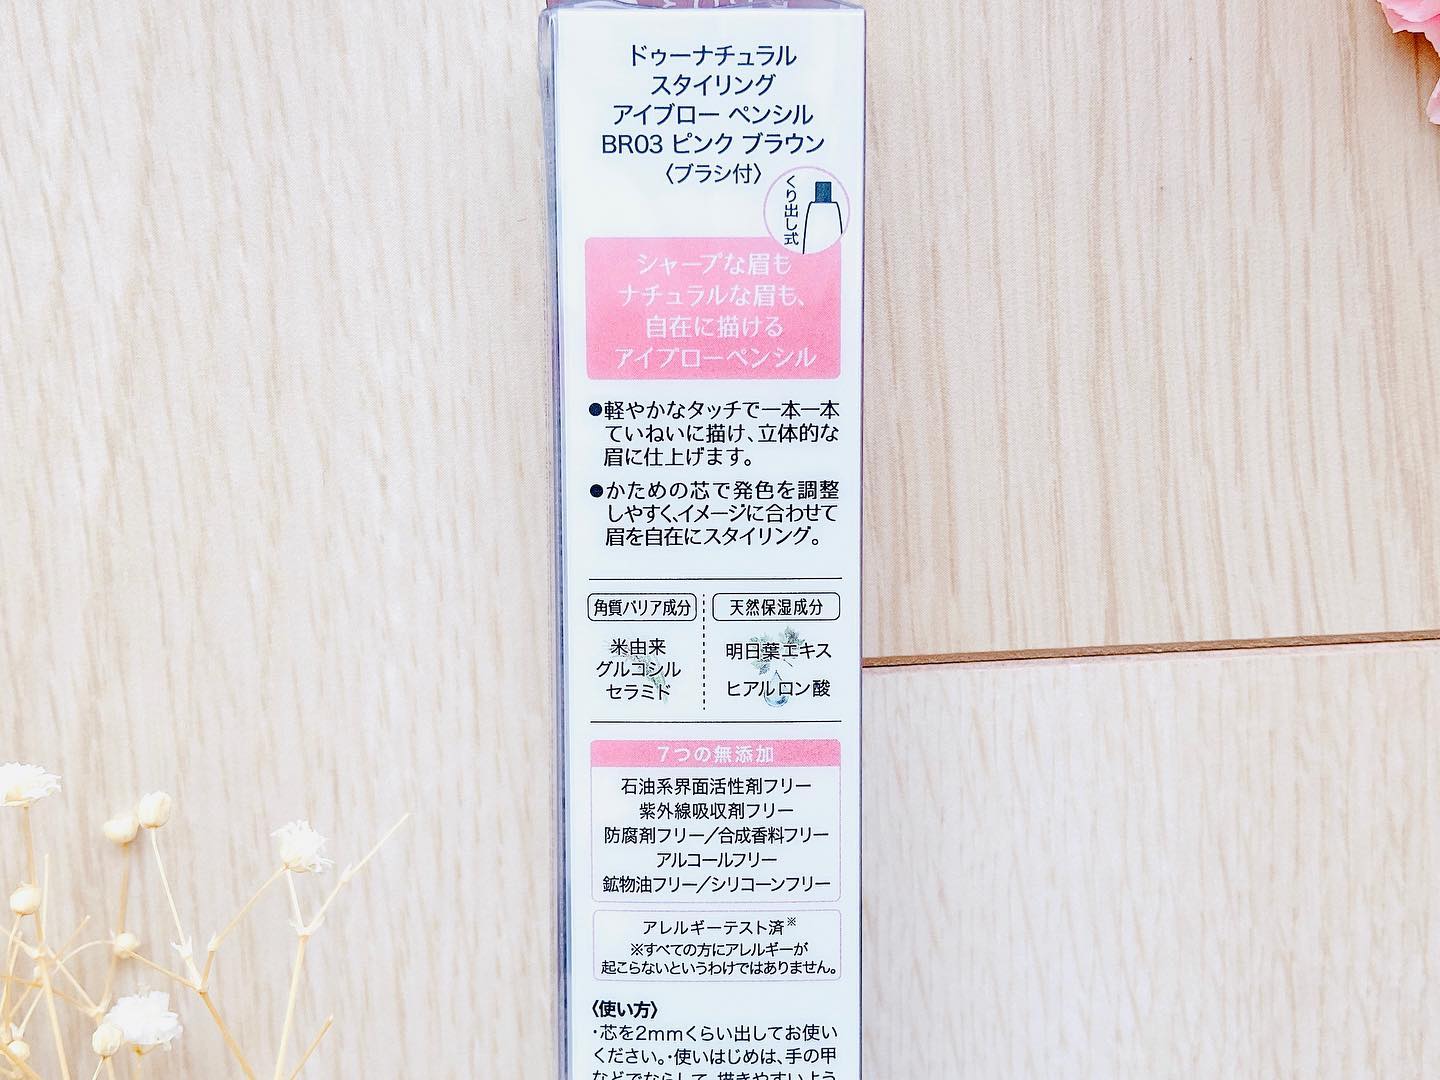 ドゥーナチュラル
スタイリング
アイブロー ペンシル
BR03 ピンク ブラウン
〈ブラシ付〉
くり出し式
シャープな眉も
ナチュラルな眉も、
自在に描ける
アイブローペンシル
●軽やかなタッチで一本一本
ていねいに描け、立体的な
眉に仕上げます。
●かための芯で発色を調整
しやすく、イメージに合わせて
眉を自在にスタイリング。
角質バリア成分
米由来
グルコシル
セラミド
天然保湿成分
明日葉エキス
ヒアルロン酸
7つの無添加
石油系界面活性剤フリー
紫外線吸収剤フリー
防腐剤フリー/合成香料フリー
アルコールフリー
鉱物油フリー/シリコーンフリー
アレルギーテスト済※
※すべての方にアレルギーが
起こらないというわけではありません。
〈使い方〉
・芯を2mmくらい出してお使い
ください。・使いはじめは、手の甲
などでならして、描きやすいよう